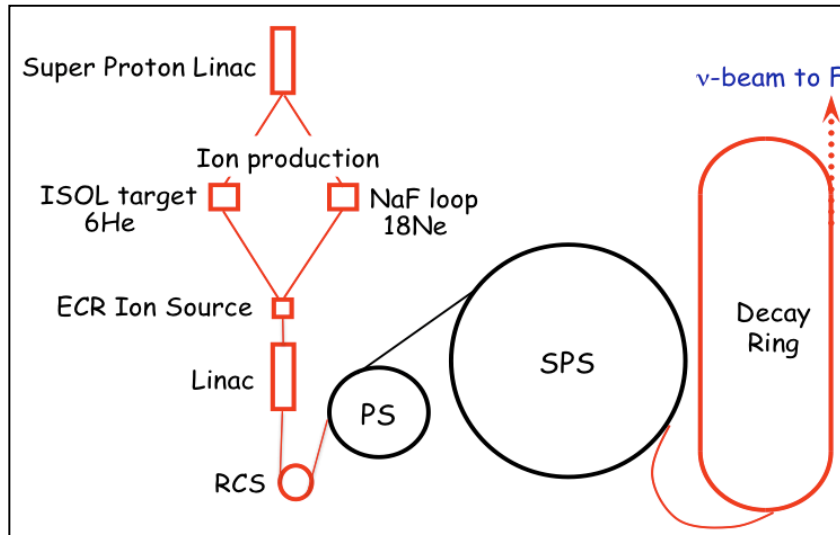 Super Proton Linac
ν-beam to F
Ion production
ISOL target
6He
NaF loop
18Ne
ECR Ion Source
Linac
RCS
PS
SPS
Decay
Ring